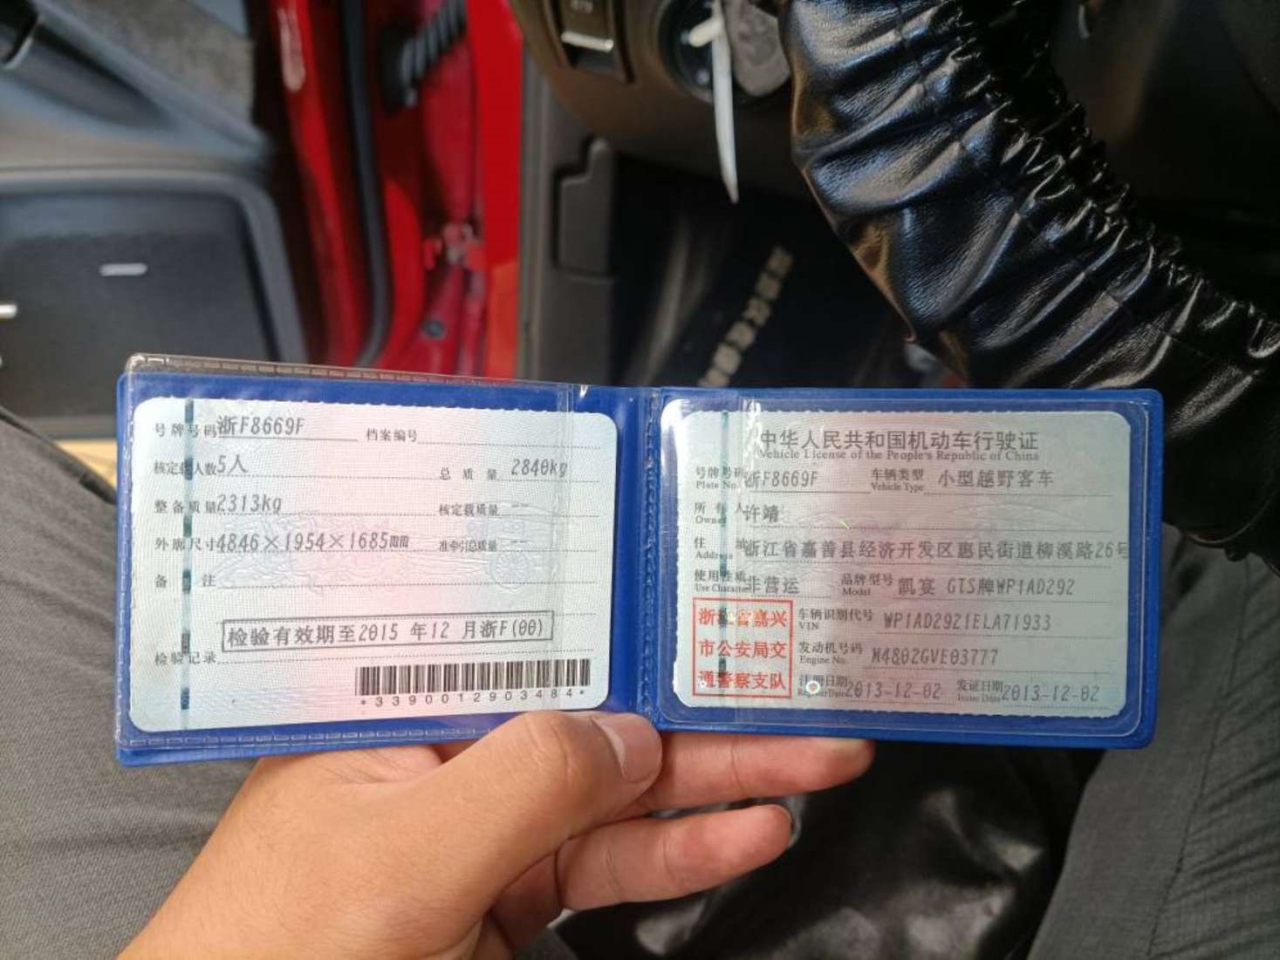 号牌号码 浙F8669F 档案编号
核定载人数 5人 总质量 2840kg
整备质量 2313kg 核定载质量 --
外廓尺寸 4846×1954×1685mm 准牵引总质量 --
备 注
检验有效期至2015 年12 月浙F(00)
检验记录
*3390012903484*
中华人民共和国机动车行驶证
Vehicle License of the People's Republic of China
号牌号码 浙F8669F 车辆类型 小型越野客车
Plate No. Vehicle Type
所有人 许靖
Owner
住 址 浙江省嘉善县经济开发区惠民街道柳溪路26号
Address
使用性质 非营运 品牌型号 凯宴 GTS牌WP1AD292
Use Character Model
浙江省嘉兴
市公安局交
通警察支队
车辆识别代号 WP1AD2921ELA71933
VIN
发动机号码 M4802GVE03777
Engine No.
注册日期 2013-12-02 发证日期 2013-12-02
Register Date Issue Date